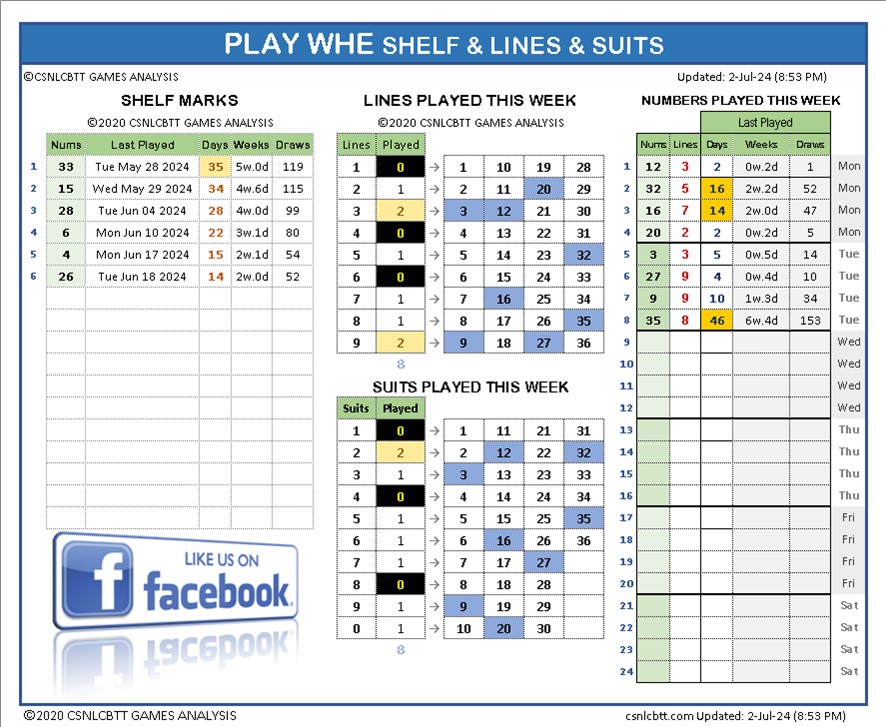 PLAY WHE SHELF & LINES & SUITS
©CSNLCBTT GAMES ANALYSIS
Updated: 2-Jul-24 (8:53 PM)
SHELF MARKS
©2020 CSNLCBTT GAMES ANALYSIS
Nums Last Played Days Weeks Draws
1 33 Tue May 28 2024 35 5w.0d 119
2 15 Wed May 29 2024 34 4w.6d 115
3 28 Tue Jun 04 2024 28 4w.0d 99
4 6 Mon Jun 10 2024 22 3w.1d 80
5 4 Mon Jun 17 2024 15 2w.1d 54
6 26 Tue Jun 18 2024 14 2w.0d 52
LIKE US ON
facebook
LINES PLAYED THIS WEEK
©2020 CSNLCBTT GAMES ANALYSIS
Lines Played
1 0 → 1 10 19 28
2 1 → 2 11 20 29
3 2 → 3 12 21 30
4 0 → 4 13 22 31
5 1 → 5 14 23 32
6 0 → 6 15 24 33
7 1 → 7 16 25 34
8 1 → 8 17 26 35
9 2 → 9 18 27 36
8
SUITS PLAYED THIS WEEK
Suits Played
1 0 → 1 11 21 31
2 2 → 2 12 22 32
3 1 → 3 13 23 33
4 0 → 4 14 24 34
5 1 → 5 15 25 35
6 1 → 6 16 26 36
7 1 → 7 17 27
8 0 → 8 18 28
9 1 → 9 19 29
0 1 → 10 20 30
8
NUMBERS PLAYED THIS WEEK
Last Played
Nums Lines Days Weeks Draws
1 12 3 2 0w.2d 1 Mon
2 32 5 16 2w.2d 52 Mon
3 16 7 14 2w.0d 47 Mon
4 20 2 2 0w.2d 5 Mon
5 3 3 5 0w.5d 14 Tue
6 27 9 4 0w.4d 10 Tue
7 9 9 10 1w.3d 34 Tue
8 35 8 46 6w.4d 153 Tue
9 Wed
10 Wed
11 Wed
12 Wed
13 Thu
14 Thu
15 Thu
16 Thu
17 Fri
18 Fri
19 Fri
20 Fri
21 Sat
22 Sat
23 Sat
24 Sat
©2020 CSNLCBTT GAMES ANALYSIS
csnlcbtt.com Updated: 2-Jul-24 (8:53 PM)